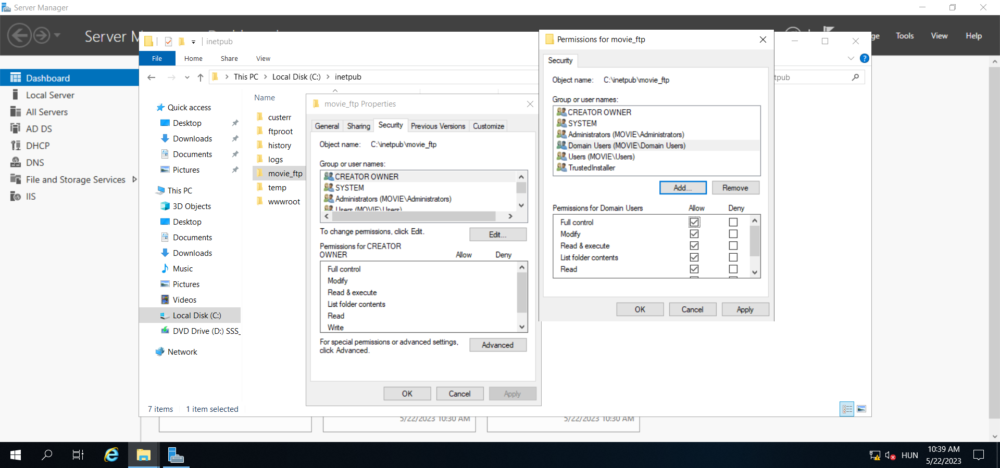 Server Manager
Server M
ge
Tools
View
Help
Dashboard
Local Server
All Servers
AD DS
DHCP
DNS
File and Storage Services
IIS
inetpub
File
Home
Share
View
This PC
Local Disk (C:)
inetpub
tpub
Quick access
Desktop
Downloads
Documents
Pictures
This PC
3D Objects
Desktop
Documents
Downloads
Music
Pictures
Videos
Local Disk (C:)
DVD Drive (D:) SSS_
Network
Name
custerr
ftproot
history
logs
movie_ftp
temp
wwwroot
7 items
1 item selected
movie_ftp Properties
General
Sharing
Security
Previous Versions
Customize
Object name: C:\inetpub\movie_ftp
Group or user names:
CREATOR OWNER
SYSTEM
Administrators (MOVIE\Administrators)
Users (MOVIE\Users)
To change permissions, click Edit.
Edit...
Permissions for CREATOR
OWNER
Allow
Deny
Full control
Modify
Read & execute
List folder contents
Read
Write
For special permissions or advanced settings,
click Advanced.
Advanced
OK
Cancel
Apply
Permissions for movie_ftp
Security
Object name: C:\inetpub\movie_ftp
Group or user names:
CREATOR OWNER
SYSTEM
Administrators (MOVIE\Administrators)
Domain Users (MOVIE\Domain Users)
Users (MOVIE\Users)
TrustedInstaller
Add...
Remove
Permissions for Domain Users
Allow
Deny
Full control
Modify
Read & execute
List folder contents
Read
OK
Cancel
Apply
5/22/2023 10:30 AM
5/22/2023 10:30 AM
HUN
10:39 AM
5/22/2023